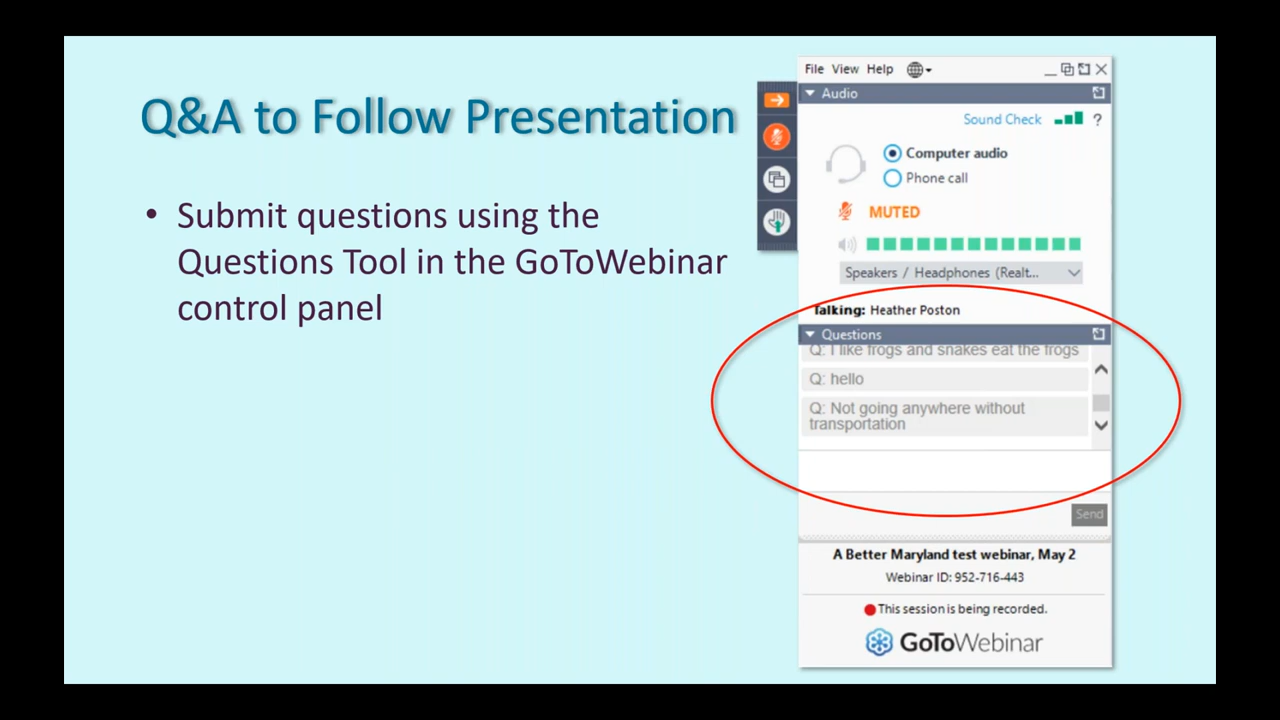 Q&A to Follow Presentation
• Submit questions using the
Questions Tool in the GoToWebinar
control panel
File View Help
Audio
Sound Check ?
Computer audio
Phone call
MUTED
Speakers / Headphones (Realt...
Talking: Heather Poston
Questions
Q: I like frogs and snakes eat the frogs
Q: hello
Q: Not going anywhere without
transportation
Send
A Better Maryland test webinar, May 2
Webinar ID: 952-716-443
This session is being recorded.
GoToWebinar